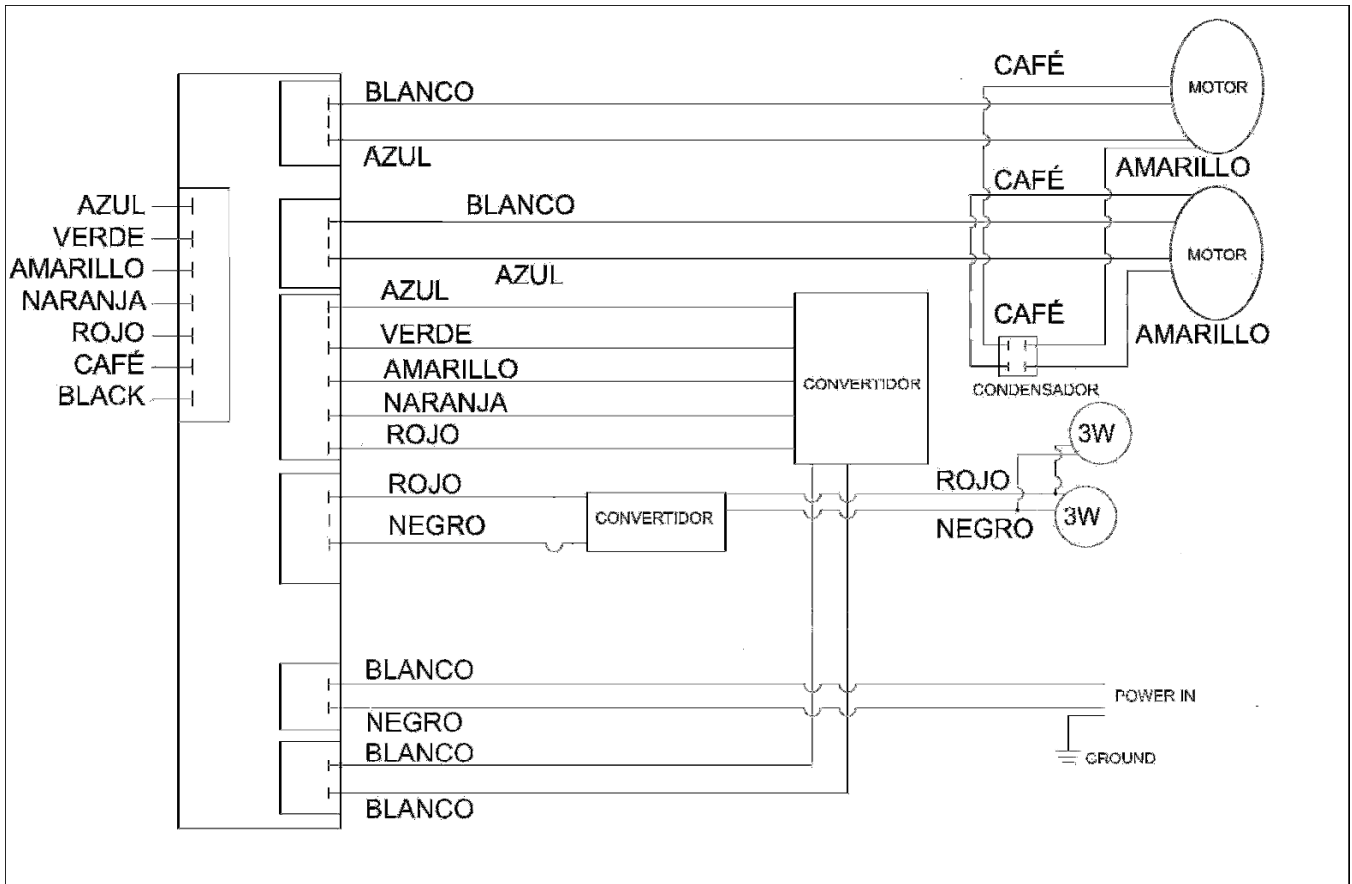 CAFÉ
MOTOR
BLANCO
AZUL
AMARILLO
CAFÉ
AZUL
VERDE
AMARILLO
NARANJA
ROJO
CAFÉ
BLACK
BLANCO
AZUL
MOTOR
AMARILLO
AZUL
VERDE
AMARILLO
NARANJA
ROJO
CONVERTIDOR
CAFÉ
CONDENSADOR
ROJO
NEGRO
CONVERTIDOR
ROJO
NEGRO
3W
3W
BLANCO
NEGRO
POWER IN
GROUND
BLANCO
BLANCO